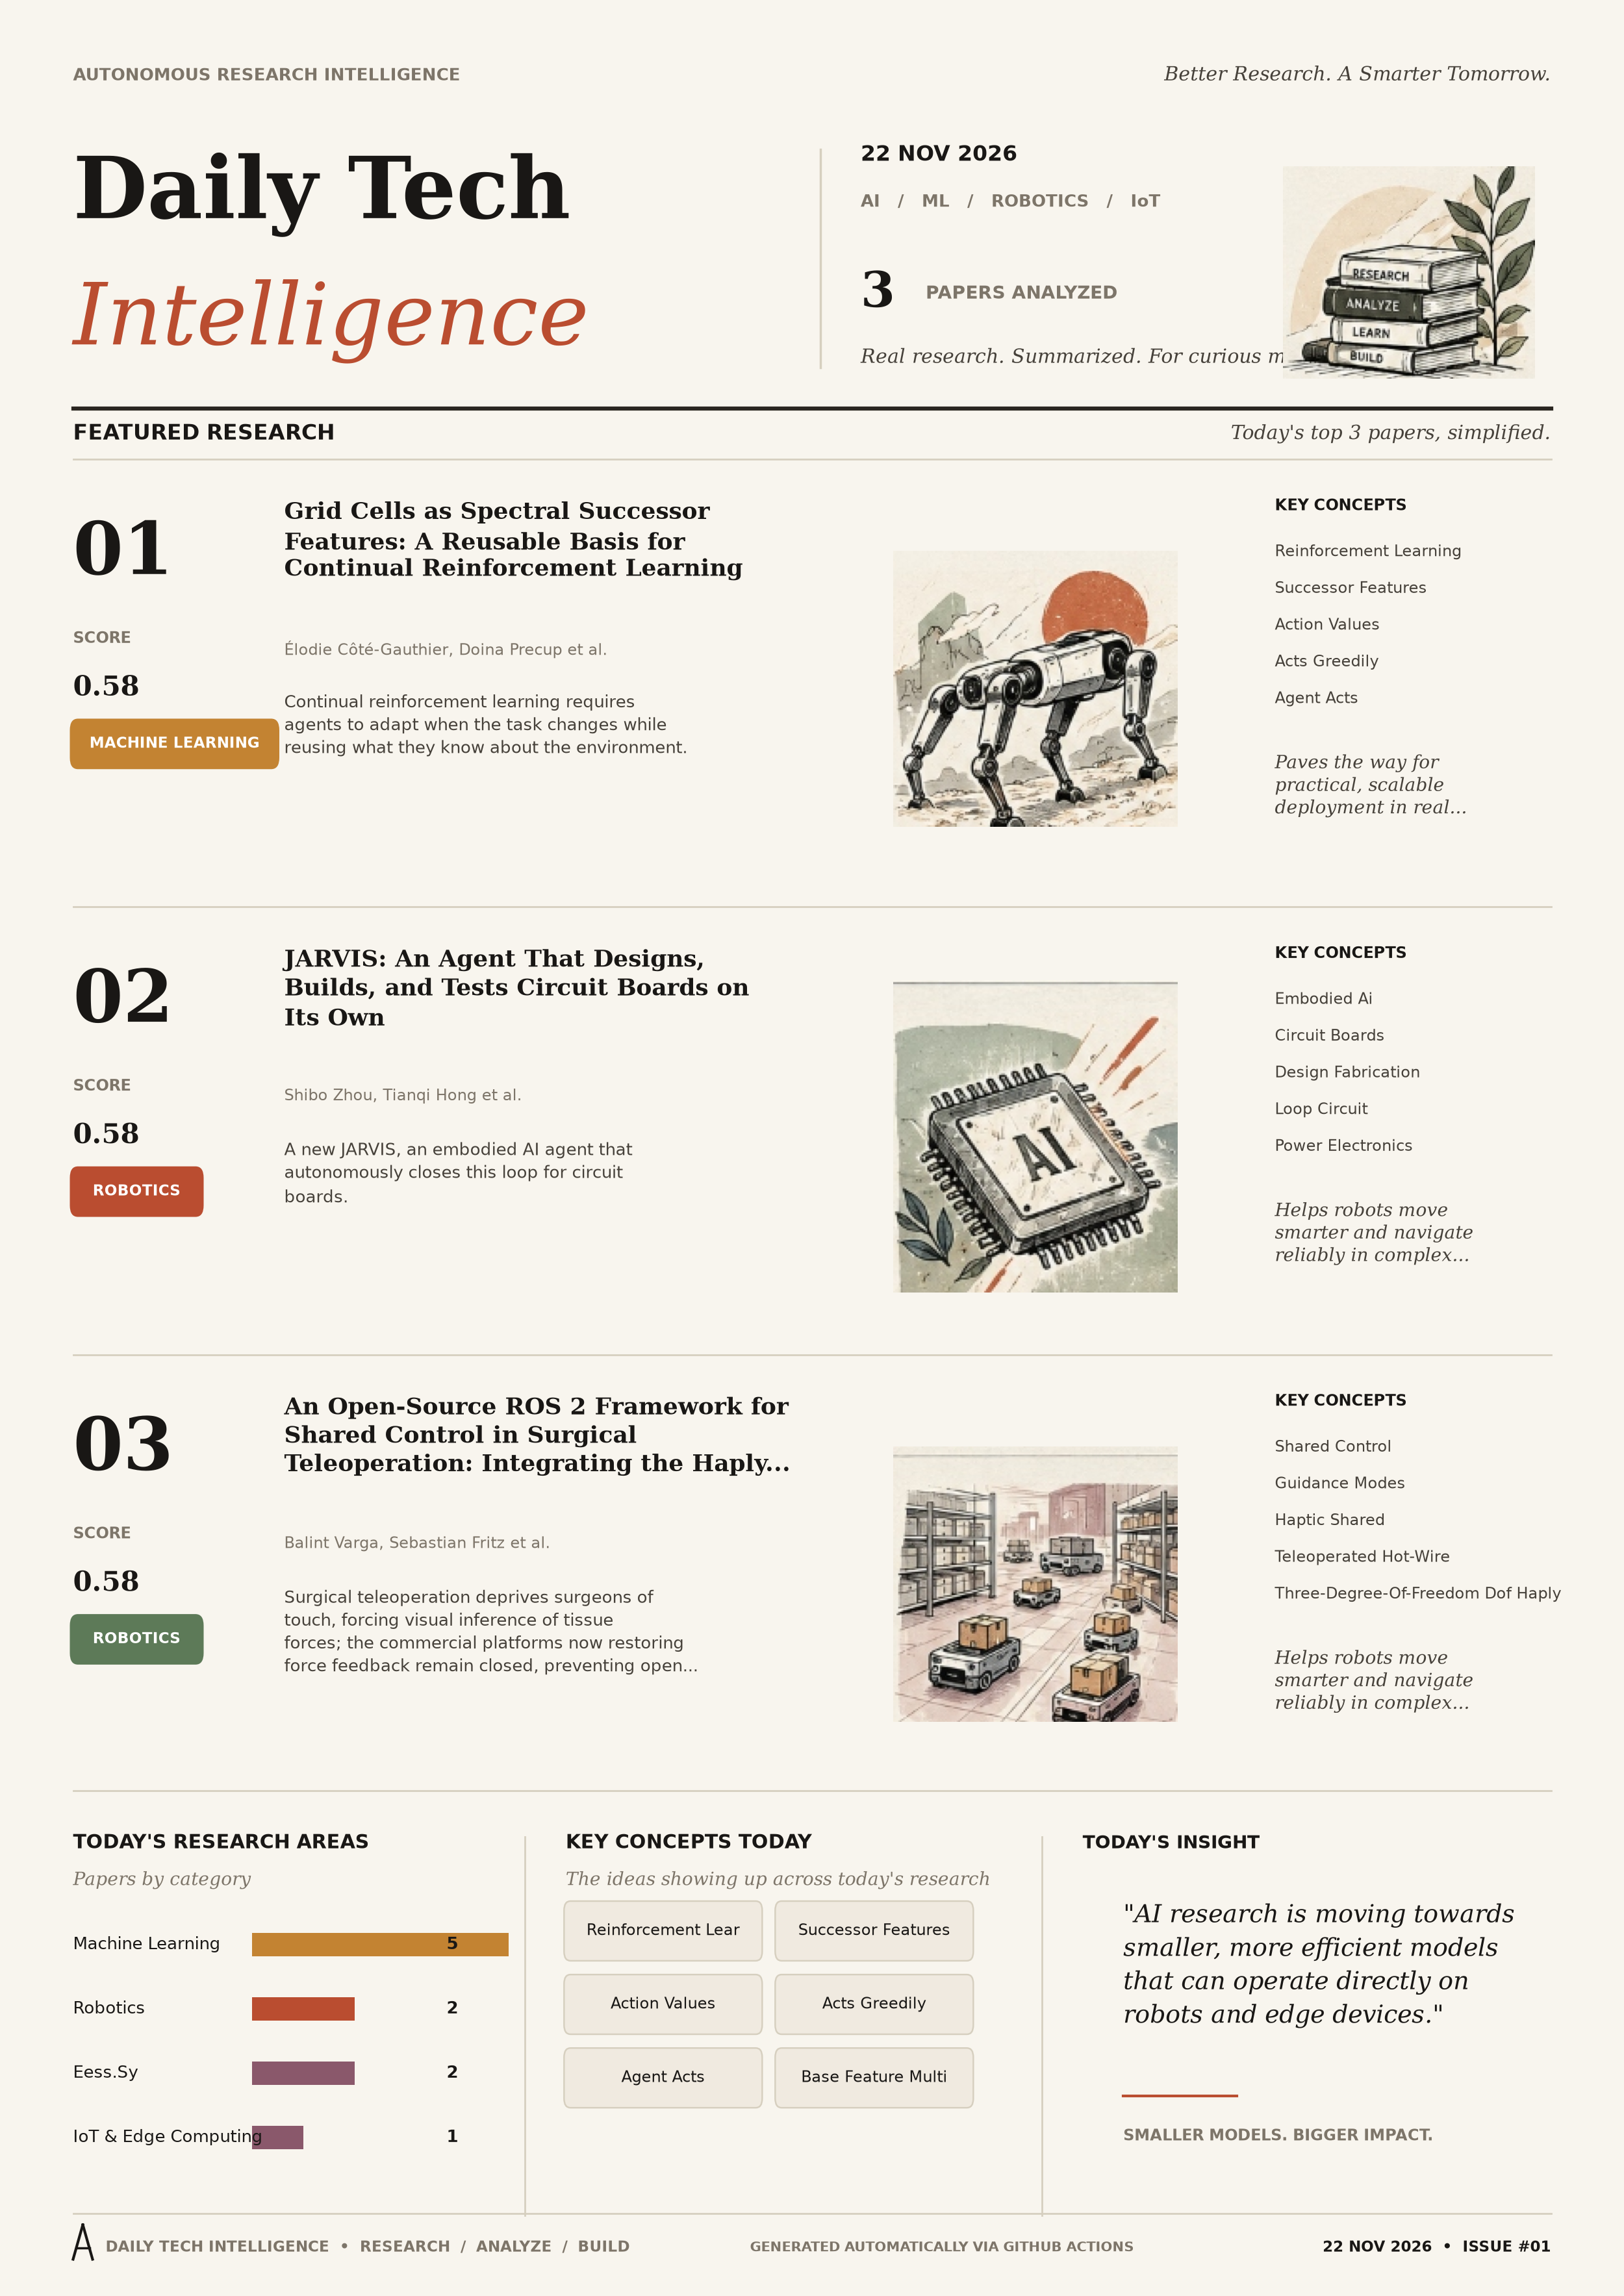 AUTONOMOUS RESEARCH INTELLIGENCE
Better Research. A Smarter Tomorrow.
Daily Tech
Intelligence
22 NOV 2026
AI / ML / ROBOTICS / IoT
3 PAPERS ANALYZED
Real research. Summarized. For curious m
RESEARCH
ANALYZE
LEARN
BUILD
FEATURED RESEARCH
Today's top 3 papers, simplified.
01
SCORE
0.58
MACHINE LEARNING
Grid Cells as Spectral Successor
Features: A Reusable Basis for
Continual Reinforcement Learning
Élodie Côté-Gauthier, Doina Precup et al.
Continual reinforcement learning requires
agents to adapt when the task changes while
reusing what they know about the environment.
KEY CONCEPTS
Reinforcement Learning
Successor Features
Action Values
Acts Greedily
Agent Acts
Paves the way for
practical, scalable
deployment in real...
02
SCORE
0.58
ROBOTICS
JARVIS: An Agent That Designs,
Builds, and Tests Circuit Boards on
Its Own
Shibo Zhou, Tianqi Hong et al.
A new JARVIS, an embodied AI agent that
autonomously closes this loop for circuit
boards.
AI
KEY CONCEPTS
Embodied Ai
Circuit Boards
Design Fabrication
Loop Circuit
Power Electronics
Helps robots move
smarter and navigate
reliably in complex...
03
SCORE
0.58
ROBOTICS
An Open-Source ROS 2 Framework for
Shared Control in Surgical
Teleoperation: Integrating the Haply...
Balint Varga, Sebastian Fritz et al.
Surgical teleoperation deprives surgeons of
touch, forcing visual inference of tissue
forces; the commercial platforms now restoring
force feedback remain closed, preventing open...
KEY CONCEPTS
Shared Control
Guidance Modes
Haptic Shared
Teleoperated Hot-Wire
Three-Degree-Of-Freedom Dof Haply
Helps robots move
smarter and navigate
reliably in complex...
TODAY'S RESEARCH AREAS
Papers by category
Machine Learning 5
Robotics 2
Eess.Sy 2
IoT & Edge Computing 1
KEY CONCEPTS TODAY
The ideas showing up across today's research
Reinforcement Lear
Successor Features
Action Values
Acts Greedily
Agent Acts
Base Feature Multi
TODAY'S INSIGHT
"AI research is moving towards
smaller, more efficient models
that can operate directly on
robots and edge devices."
SMALLER MODELS. BIGGER IMPACT.
A DAILY TECH INTELLIGENCE • RESEARCH / ANALYZE / BUILD
GENERATED AUTOMATICALLY VIA GITHUB ACTIONS
22 NOV 2026 • ISSUE #01